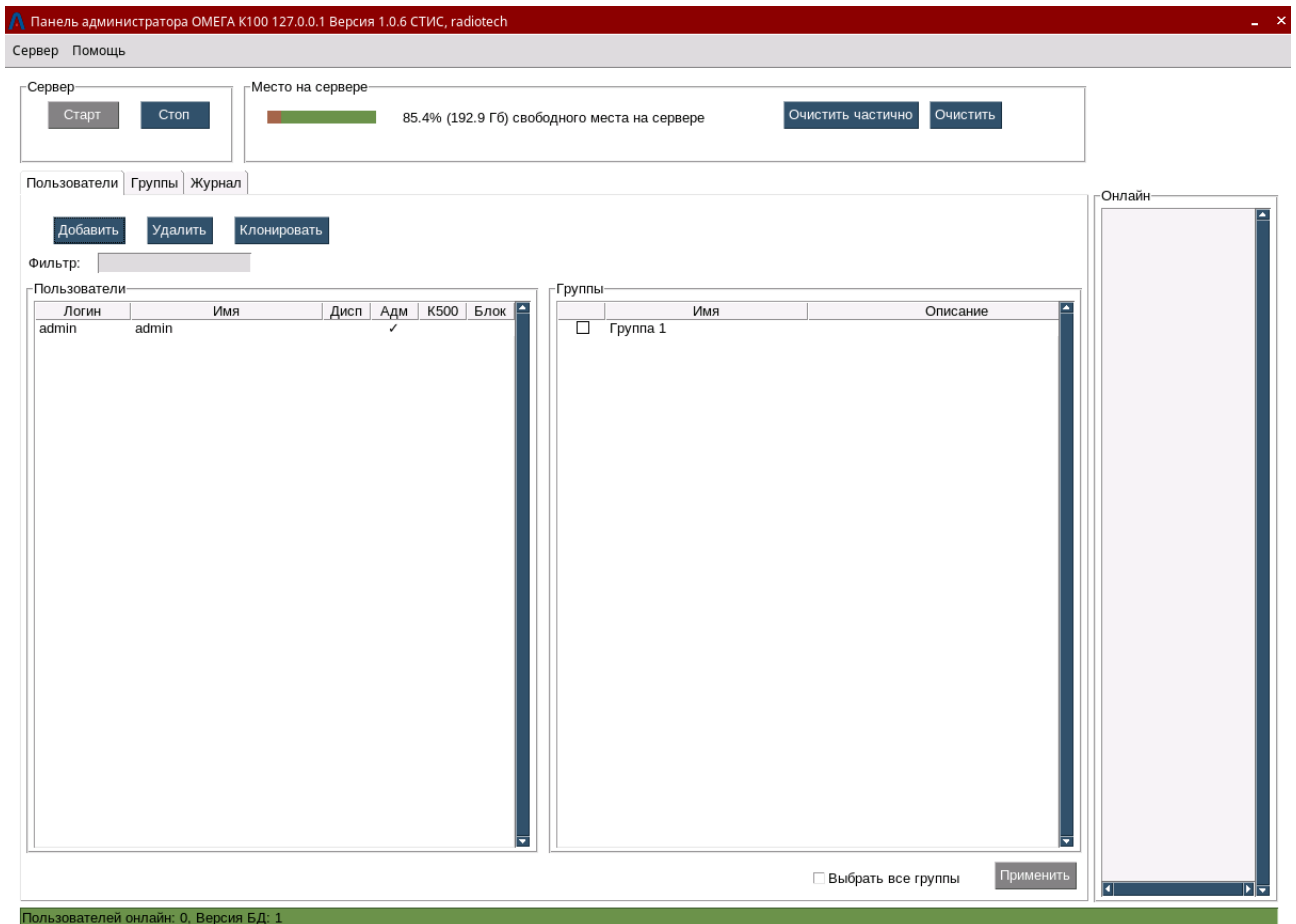 Панель администратора ОМЕГА К100 127.0.0.1 Версия 1.0.6 СТИС, radiotech
Сервер Помощь
Сервер
Место на сервере
Старт Стоп
85.4% (192.9 Гб) свободного места на сервере
Очистить частично Очистить
Пользователи Группы Журнал
Онлайн
Добавить Удалить Клонировать
Фильтр:
Пользователи
Логин Имя Дисп Адм К500 Блок
admin admin ✓
Группы
Имя Описание
Группа 1
Выбрать все группы Применить
Пользователей онлайн: 0, Версия БД: 1